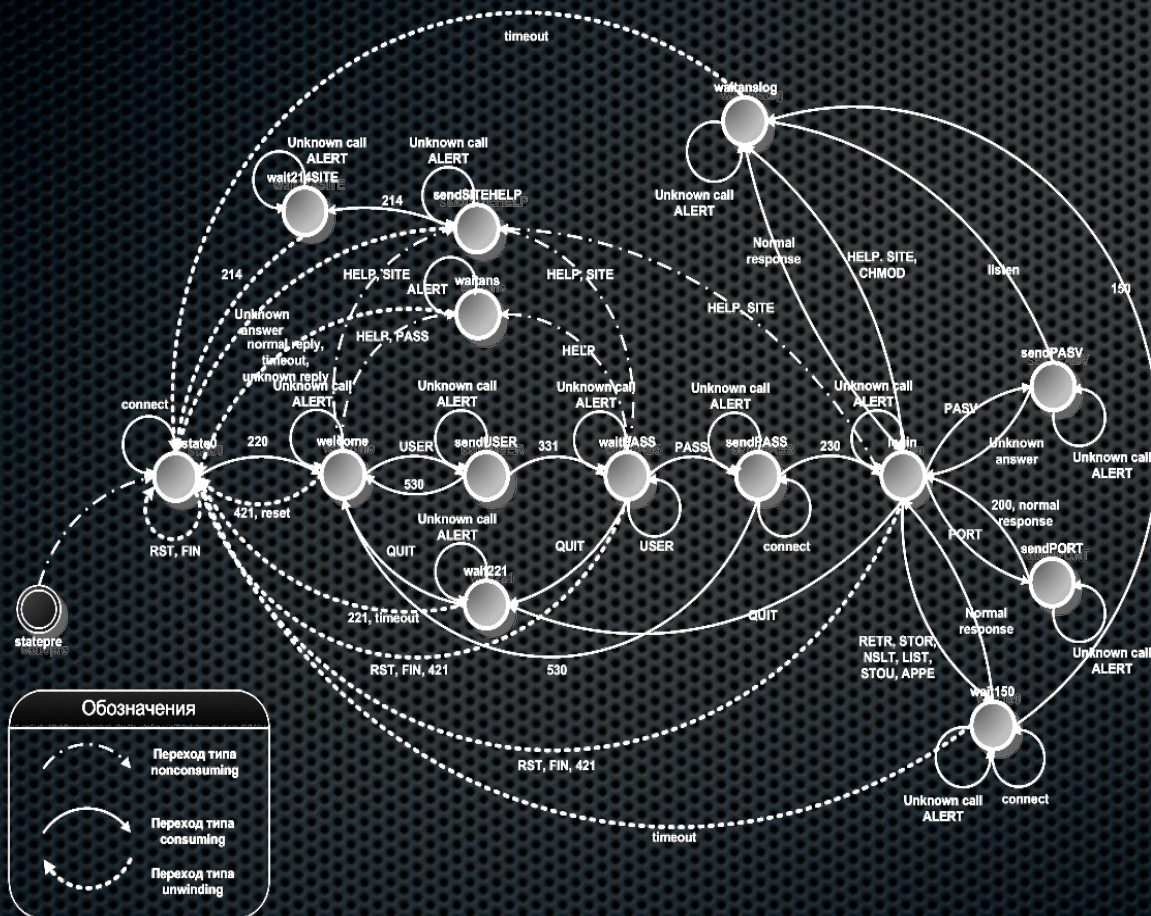 timeout
waitanslog
Unknown call
ALERT
Unknown call
ALERT
wait214SITE
sendSITEHELP
214
Unknown call
ALERT
Normal
response
HELP. SITE,
CHMOD
214
HELP, SITE
HELP, SITE
listen
150
ALERT
waitans
HELP, SITE
Unknown
answer
normal reply,
timeout,
unknown reply
HELP, PASS
HELP
sendPASV
Unknown call
ALERT
Unknown call
ALERT
Unknown call
ALERT
Unknown call
ALERT
Unknown call
ALERT
connect
PASV
state0
220
welcome
USER
sendUSER
331
waitPASS
PASS
sendPASS
230
login
Unknown
answer
Unknown call
ALERT
530
421, reset
200, normal
response
Unknown call
ALERT
PORT
RST, FIN
QUIT
QUIT
USER
connect
sendPORT
wait221
statepre
221, timeout
QUIT
Normal
response
RETR, STOR,
NSLT, LIST,
STOU, APPE
Unknown call
ALERT
RST, FIN, 421
530
wait150
Обозначения
Переход типа
nonconsuming
RST, FIN, 421
Unknown call
ALERT
connect
Переход типа
consuming
timeout
Переход типа
unwinding